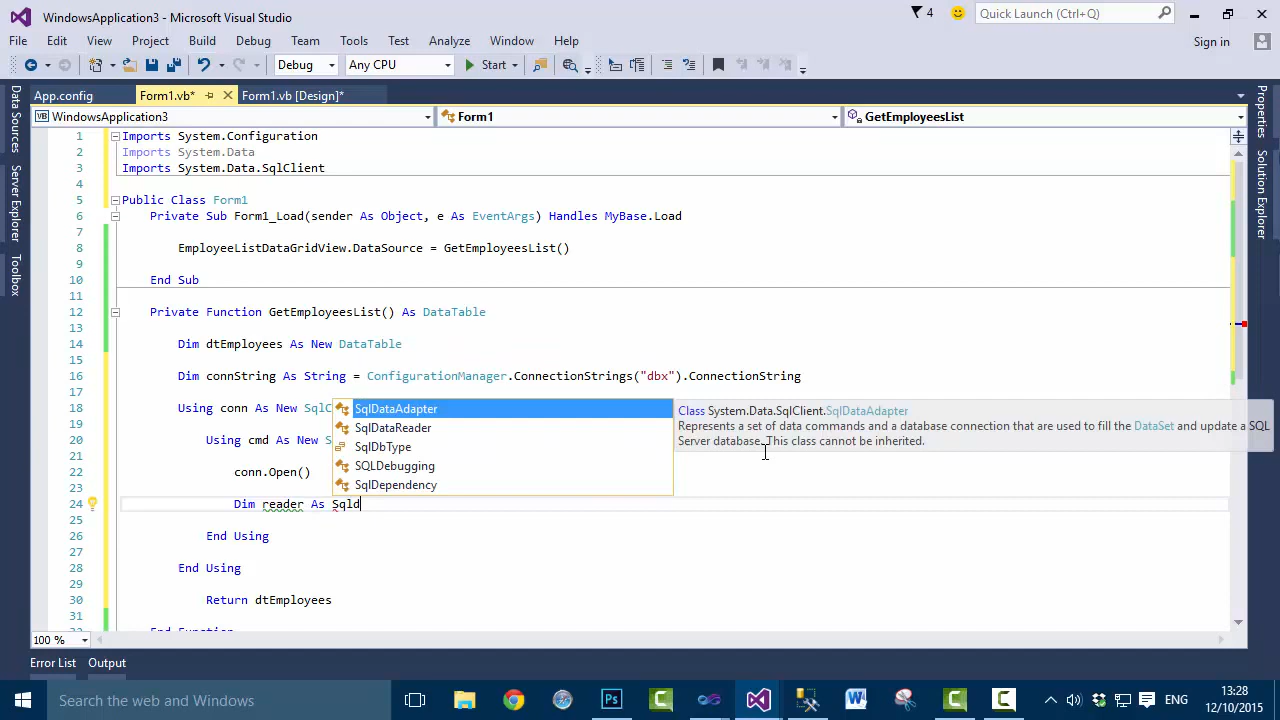 WindowsApplication3 - Microsoft Visual Studio
4
Quick Launch (Ctrl+Q)
File Edit View Project Build Debug Team Tools Test Analyze Window Help
Sign in
Debug Any CPU Start
App.config Form1.vb* Form1.vb [Design]*
WindowsApplication3 Form1 GetEmployeesList
Data Sources
Server Explorer
Toolbox
Properties
Solution Explorer
1 Imports System.Configuration
2 Imports System.Data
3 Imports System.Data.SqlClient
4
5 Public Class Form1
6 Private Sub Form1_Load(sender As Object, e As EventArgs) Handles MyBase.Load
7
8 EmployeeListDataGridView.DataSource = GetEmployeesList()
9
10 End Sub
11
12 Private Function GetEmployeesList() As DataTable
13
14 Dim dtEmployees As New DataTable
15
16 Dim connString As String = ConfigurationManager.ConnectionStrings("dbx").ConnectionString
17
18 Using conn As New SqlC
19
20 Using cmd As New S
21
22 conn.Open()
23
24 Dim reader As Sqld
25
26 End Using
27
28 End Using
29
30 Return dtEmployees
31
End Function
SqlDataAdapter
SqlDataReader
SqlDbType
SQLDebugging
SqlDependency
Class System.Data.SqlClient.SqlDataAdapter
Represents a set of data commands and a database connection that are used to fill the DataSet and update a SQL
Server database. This class cannot be inherited.
100 %
Error List Output
Search the web and Windows
Ps
ENG
13:28
12/10/2015